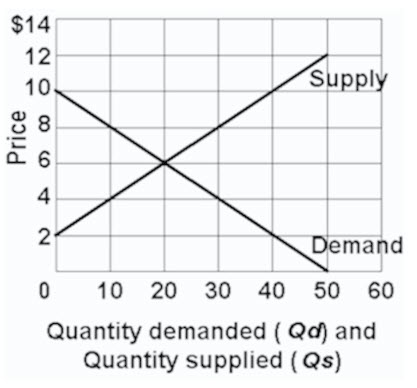 $14
12
10
8
6
4
2
Price
Supply
Demand
0 10 20 30 40 50 60
Quantity demanded ( Qd) and
Quantity supplied ( Qs)